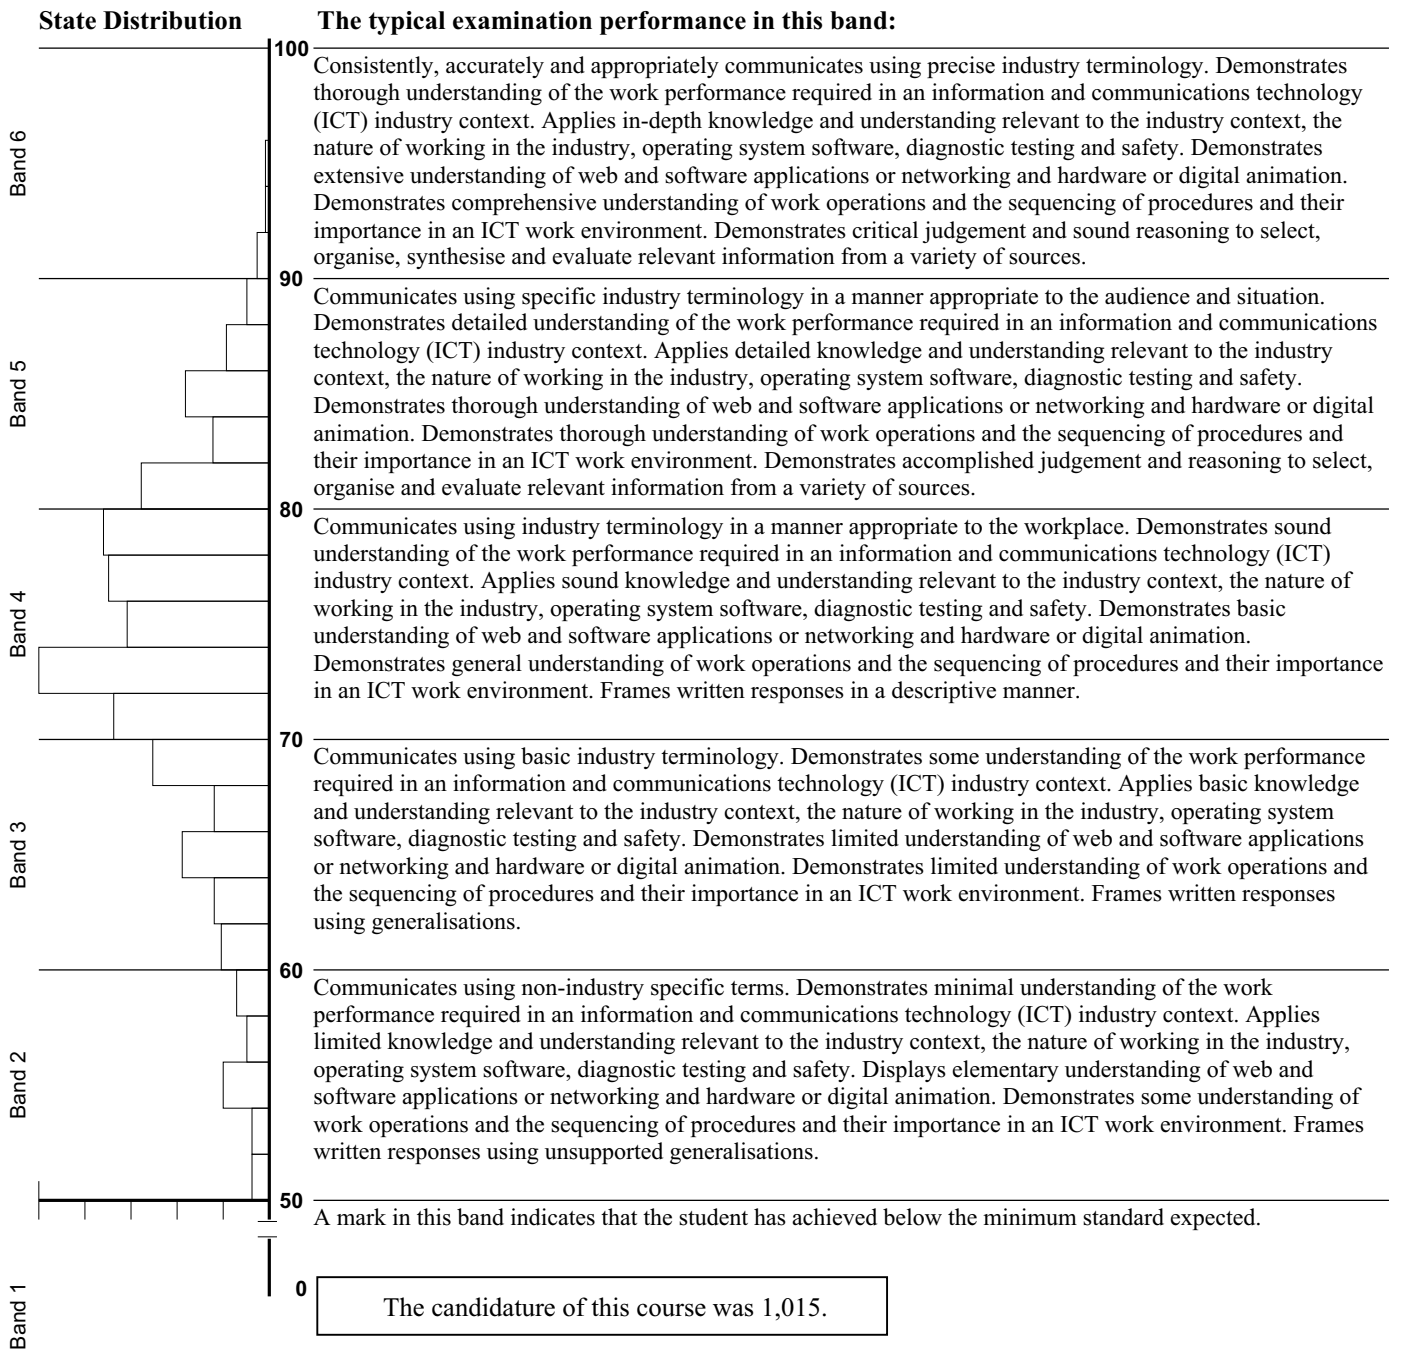 State Distribution
The typical examination performance in this band:
100
Band 6
Consistently, accurately and appropriately communicates using precise industry terminology. Demonstrates
thorough understanding of the work performance required in an information and communications technology
(ICT) industry context. Applies in-depth knowledge and understanding relevant to the industry context, the
nature of working in the industry, operating system software, diagnostic testing and safety. Demonstrates
extensive understanding of web and software applications or networking and hardware or digital animation.
Demonstrates comprehensive understanding of work operations and the sequencing of procedures and their
importance in an ICT work environment. Demonstrates critical judgement and sound reasoning to select,
organise, synthesise and evaluate relevant information from a variety of sources.
90
Band 5
Communicates using specific industry terminology in a manner appropriate to the audience and situation.
Demonstrates detailed understanding of the work performance required in an information and communications
technology (ICT) industry context. Applies detailed knowledge and understanding relevant to the industry
context, the nature of working in the industry, operating system software, diagnostic testing and safety.
Demonstrates thorough understanding of web and software applications or networking and hardware or digital
animation. Demonstrates thorough understanding of work operations and the sequencing of procedures and
their importance in an ICT work environment. Demonstrates accomplished judgement and reasoning to select,
organise and evaluate relevant information from a variety of sources.
80
Band 4
Communicates using industry terminology in a manner appropriate to the workplace. Demonstrates sound
understanding of the work performance required in an information and communications technology (ICT)
industry context. Applies sound knowledge and understanding relevant to the industry context, the nature of
working in the industry, operating system software, diagnostic testing and safety. Demonstrates basic
understanding of web and software applications or networking and hardware or digital animation.
Demonstrates general understanding of work operations and the sequencing of procedures and their importance
in an ICT work environment. Frames written responses in a descriptive manner.
70
Band 3
Communicates using basic industry terminology. Demonstrates some understanding of the work performance
required in an information and communications technology (ICT) industry context. Applies basic knowledge
and understanding relevant to the industry context, the nature of working in the industry, operating system
software, diagnostic testing and safety. Demonstrates limited understanding of web and software applications
or networking and hardware or digital animation. Demonstrates limited understanding of work operations and
the sequencing of procedures and their importance in an ICT work environment. Frames written responses
using generalisations.
60
Band 2
Communicates using non-industry specific terms. Demonstrates minimal understanding of the work
performance required in an information and communications technology (ICT) industry context. Applies
limited knowledge and understanding relevant to the industry context, the nature of working in the industry,
operating system software, diagnostic testing and safety. Displays elementary understanding of web and
software applications or networking and hardware or digital animation. Demonstrates some understanding of
work operations and the sequencing of procedures and their importance in an ICT work environment. Frames
written responses using unsupported generalisations.
50
A mark in this band indicates that the student has achieved below the minimum standard expected.
0
Band 1
The candidature of this course was 1,015.